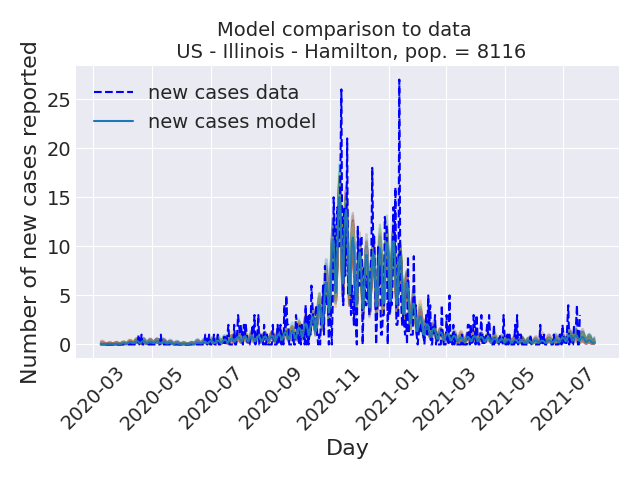 Model comparison to data
US - Illinois - Hamilton, pop. = 8116
Number of new cases reported
25
20
15
10
5
0
new cases data
new cases model
2020-03
2020-05
2020-07
2020-09
2020-11
2021-01
2021-03
2021-05
2021-07
Day